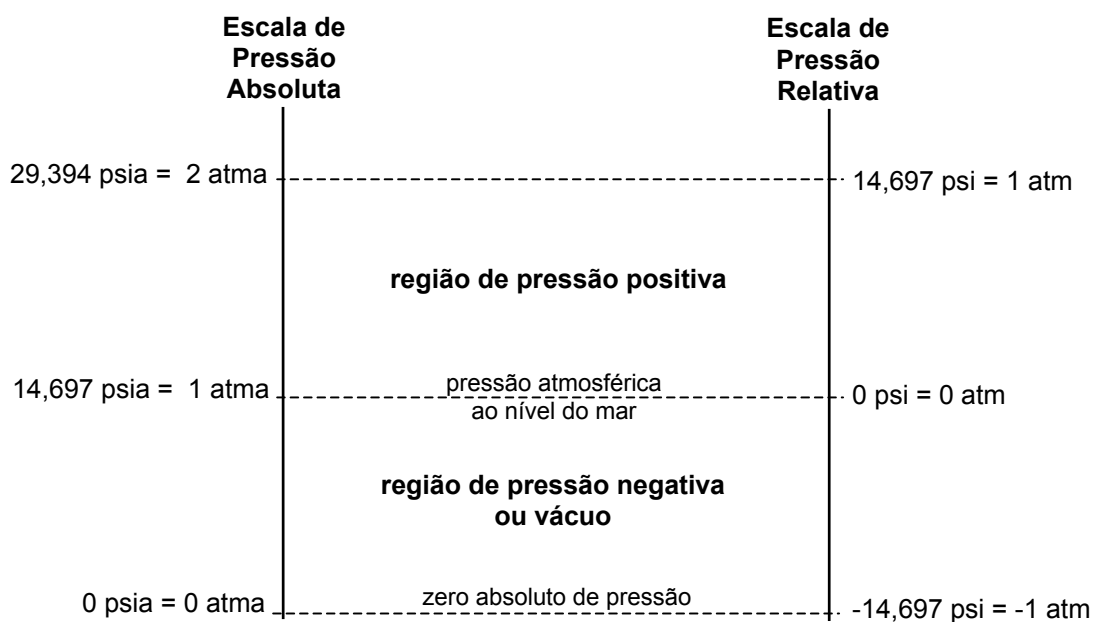 Escala de
Pressão
Absoluta
Escala de
Pressão
Relativa
29,394 psia =  2 atma
14,697 psi = 1 atm
região de pressão positiva
14,697 psia =  1 atma
pressão atmosférica
ao nível do mar
0 psi = 0 atm
região de pressão negativa
ou vácuo
0 psia = 0 atma
zero absoluto de pressão
-14,697 psi = -1 atm